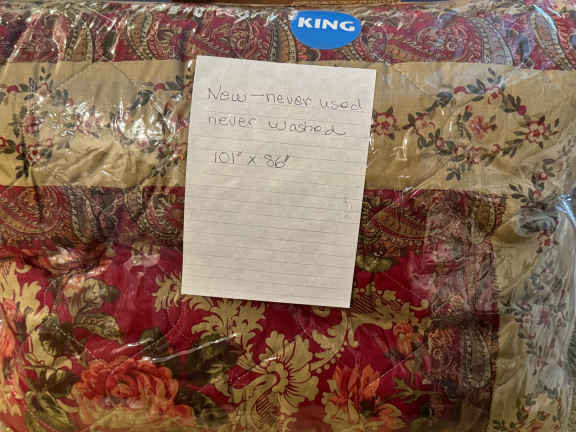 KING
New - never used
never washed
101" x 86"